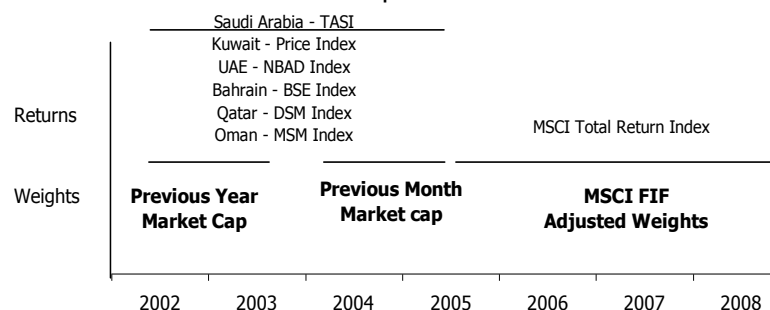 Saudi Arabia - TASI
Kuwait - Price Index
UAE - NBAD Index
Bahrain - BSE Index
Qatar - DSM Index
Oman - MSM Index
Returns
MSCI Total Return Index
Weights
Previous Year
Market Cap
Previous Month
Market cap
MSCI FIF
Adjusted Weights
2002 2003 2004 2005 2006 2007 2008